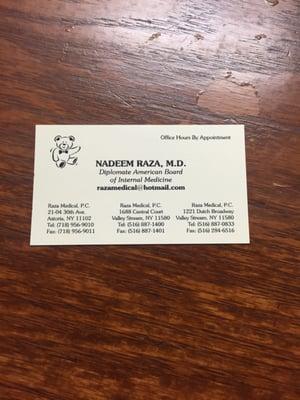 Office Hours By Appointment
NADEEM RAZA, M.D.
Diplomate American Board
of Internal Medicine
razamedical@hotmail.com
Raza Medical, P.C.
21-04 30th Ave.
Astoria, NY 11102
Tel: (718) 956-9010
Fax: (718) 956-9011
Raza Medical, P.C.
1688 Central Court
Valley Stream, NY 11580
Tel: (516) 887-1400
Fax: (516) 887-1401
Raza Medical, P.C.
1221 Dutch Broadway
Valley Stream, NY 11580
Tel: (516) 887-0833
Fax: (516) 284-6516